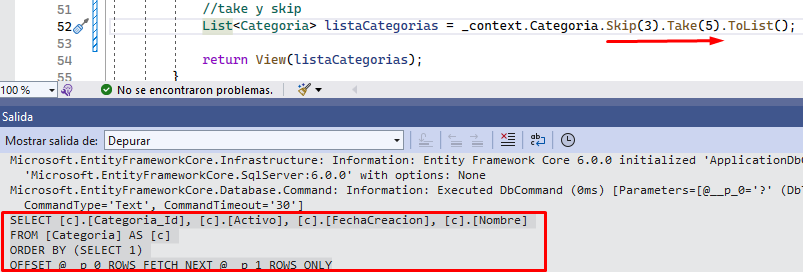 51
//take y skip
52
List<Categoria> listaCategorias = _context.Categoria.Skip(3).Take(5).ToList();
53
54
return View(listaCategorias);
55
}
100 %
No se encontraron problemas.
Salida
Mostrar salida de: Depurar
Microsoft.EntityFrameworkCore.Infrastructure: Information: Entity Framework Core 6.0.0 initialized 'ApplicationDbC
'Microsoft.EntityFrameworkCore.SqlServer:6.0.0' with options: None
Microsoft.EntityFrameworkCore.Database.Command: Information: Executed DbCommand (0ms) [Parameters=[@__p_0='?' (DbT
CommandType='Text', CommandTimeout='30']
SELECT [c].[Categoria_Id], [c].[Activo], [c].[FechaCreacion], [c].[Nombre]
FROM [Categoria] AS [c]
ORDER BY (SELECT 1)
OFFSET @__p_0 ROWS FETCH NEXT @__p_1 ROWS ONLY